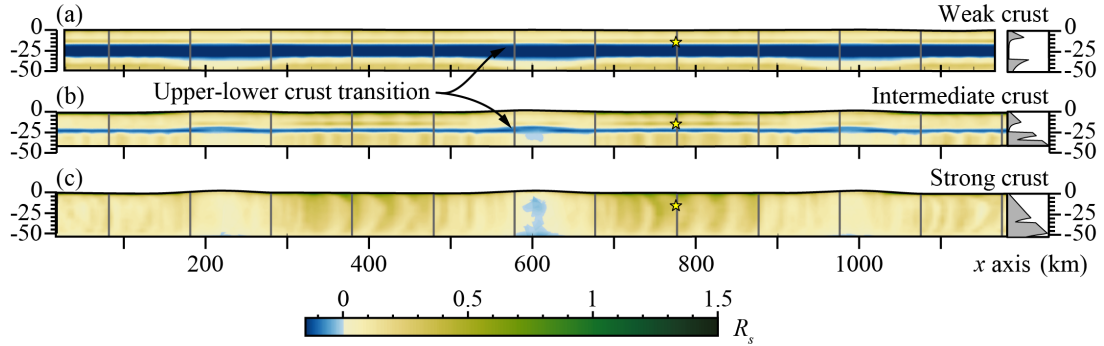 (a) Weak crust
0 0
-25 -25
-50 -50
Upper-lower crust transition
(b) Intermediate crust
0 0
-25 -25
-50 -50
(c) Strong crust
0 0
-25 -25
-50 -50
200 400 600 800 1000 x axis (km)
0 0.5 1 1.5
Rs